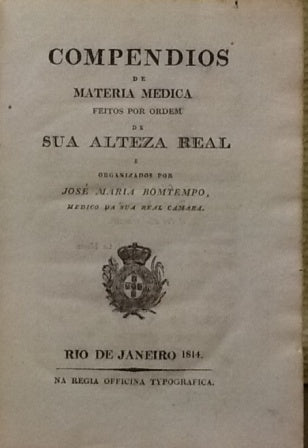 COMPENDIOS
DE
MATERIA MEDICA
FEITOS POR ORDEM
DE
SUA ALTEZA REAL
E
ORGANIZADOS POR
JOSÉ MARIA BOMTEMPO,
MEDICO DA SUA REAL CAMARA.
RIO DE JANEIRO 1814.
NA REGIA OFFICINA TYPOGRAFICA.